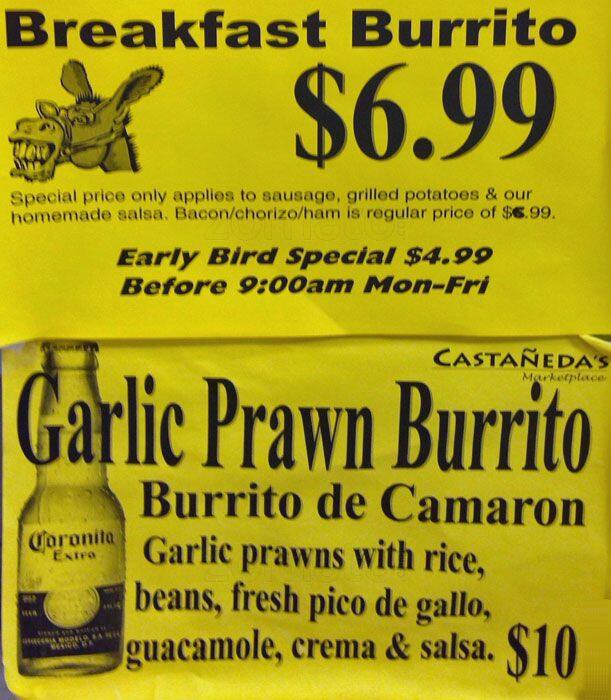 Breakfast Burrito
$6.99
Special price only applies to sausage, grilled potatoes & our
homemade salsa. Bacon/chorizo/ham is regular price of $6.99.
Early Bird Special $4.99
Before 9:00am Mon-Fri
CASTAÑEDA'S
Marketplace
Garlic Prawn Burrito
Burrito de Camaron
Coronita
Extra
Garlic prawns with rice,
beans, fresh pico de gallo,
guacamole, crema & salsa. $10